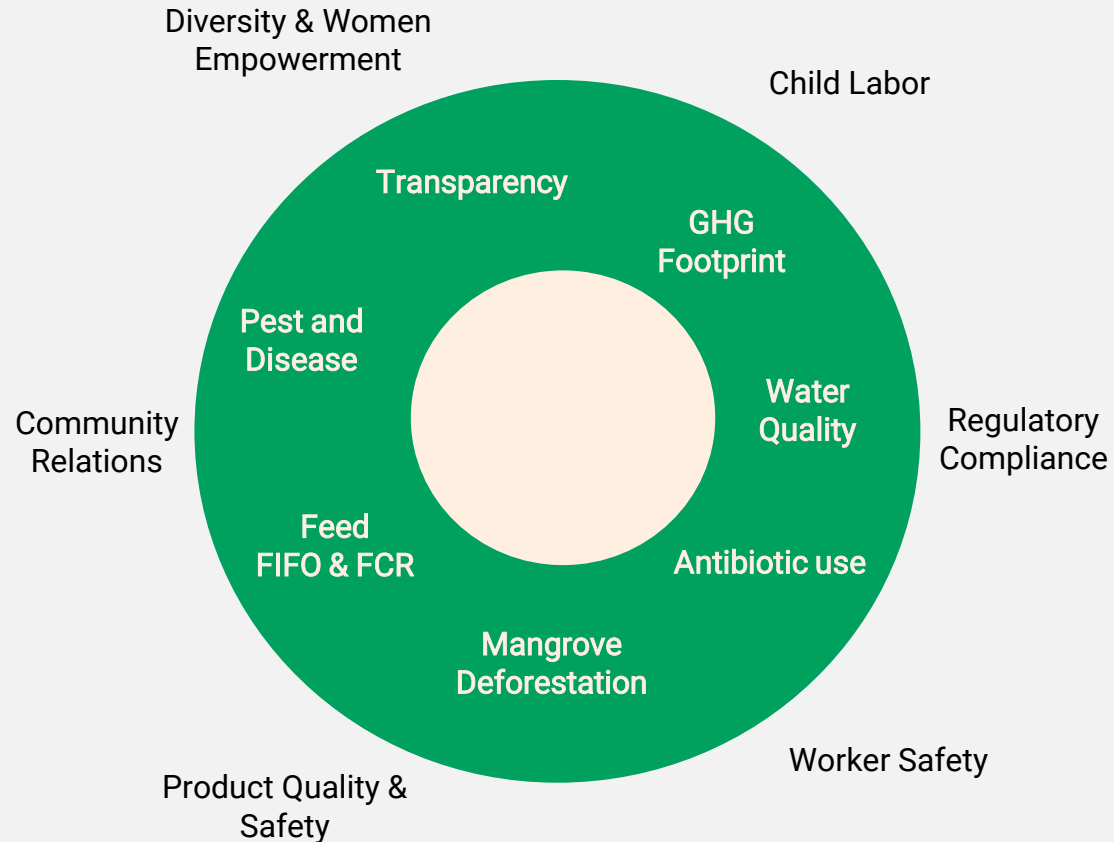 Diversity & Women
Empowerment
Child Labor
Transparency
GHG
Footprint
Pest and
Disease
Water
Quality
Community
Relations
Regulatory
Compliance
Feed
FIFO & FCR
Antibiotic use
Mangrove
Deforestation
Worker Safety
Product Quality &
Safety